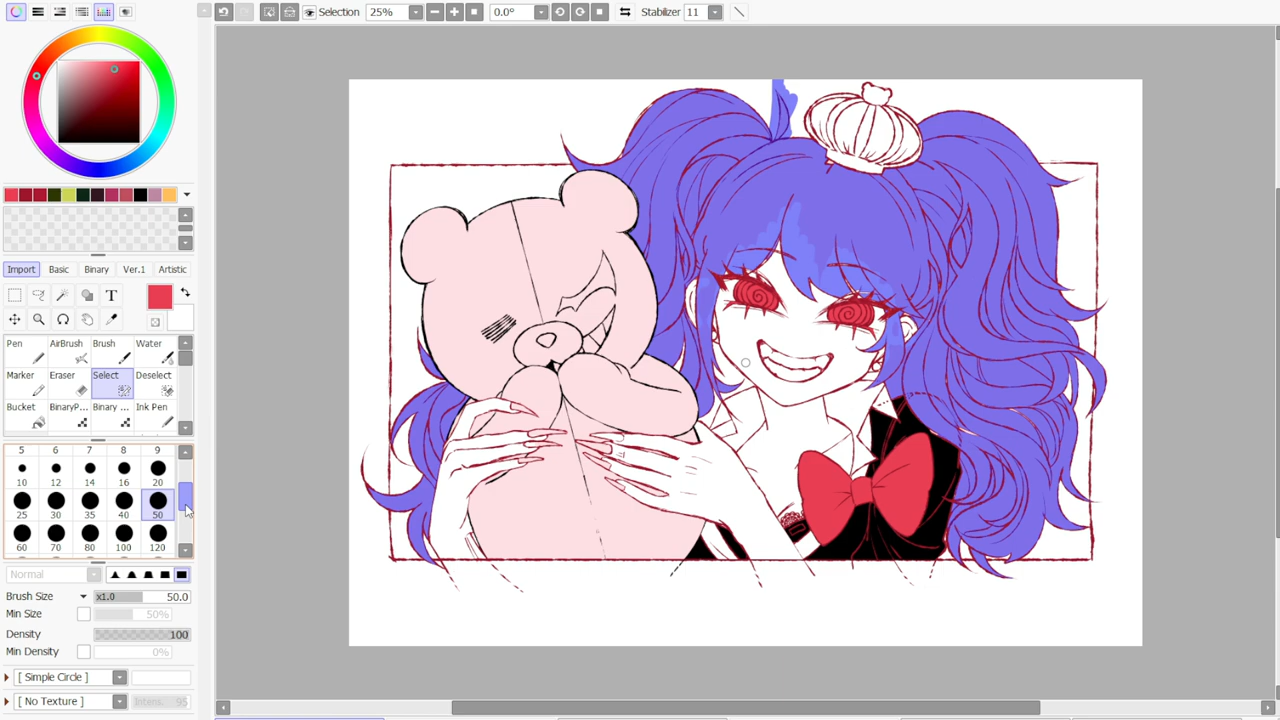 Selection 25% 0.0° Stabilizer 11
Import Basic Binary Ver.1 Artistic
T
Pen AirBrush Brush Water
Marker Eraser Select Deselect
Bucket BinaryP... Binary ... Ink Pen
5 6 7 8 9
10 12 14 16 20
25 30 35 40 50
60 70 80 100 120
Normal
Brush Size x1.0 50.0
Min Size 50%
Density 100
Min Density 0%
[ Simple Circle ]
[ No Texture ] Intens. 95